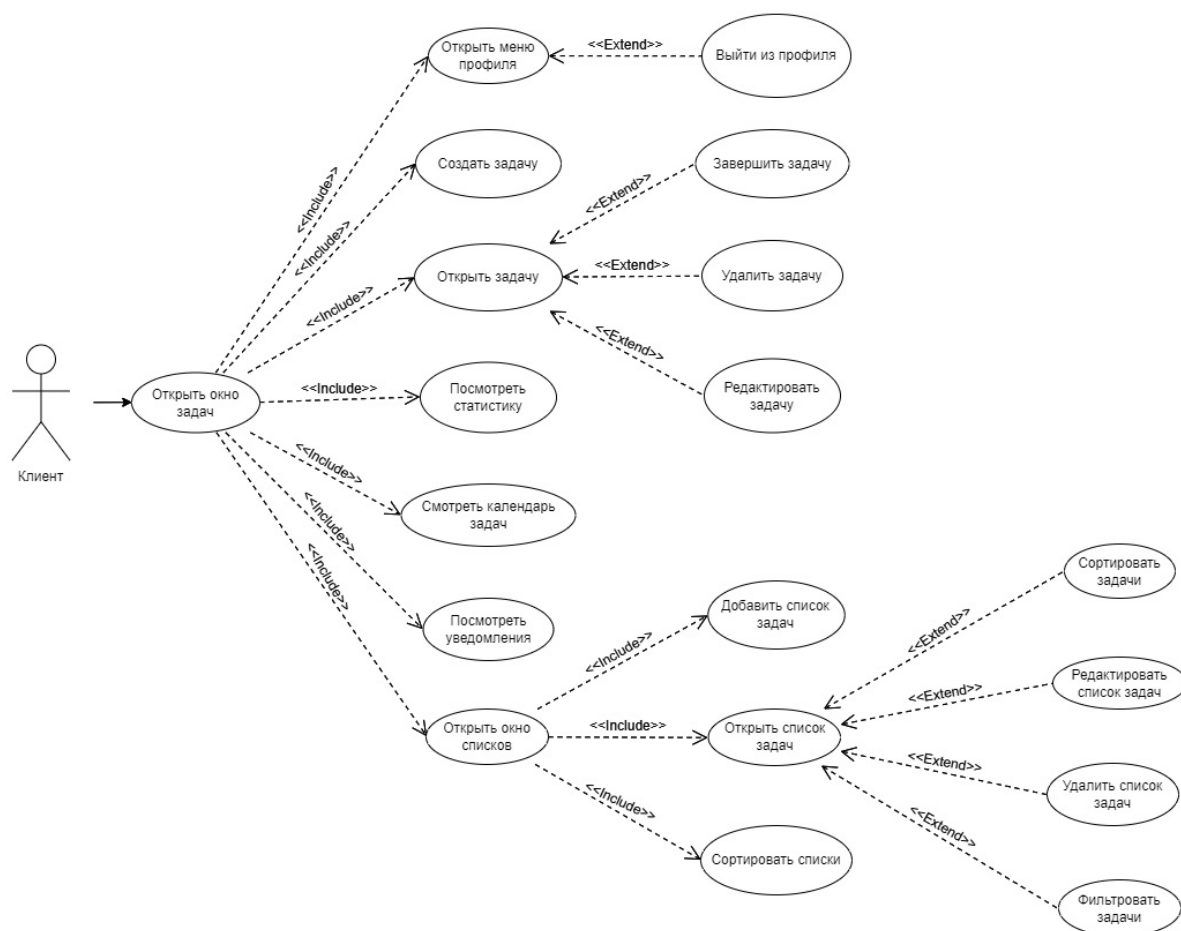 Открыть меню
профиля
<<Extend>>
Выйти из профиля
<<Include>>
Создать задачу
<<Include>>
Завершить задачу
<<Extend>>
Открыть задачу
<<Include>>
<<Extend>>
Удалить задачу
<<Extend>>
Редактировать
задачу
Клиент
Открыть окно
задач
<<Include>>
Посмотреть
статистику
<<Include>>
Смотреть календарь
задач
<<Include>>
Посмотреть
уведомления
<<Include>>
Открыть окно
списков
<<Include>>
Добавить список
задач
<<Include>>
Открыть список
задач
<<Include>>
Сортировать списки
<<Extend>>
Сортировать
задачи
<<Extend>>
Редактировать
список задач
<<Extend>>
Удалить список
задач
<<Extend>>
Фильтровать
задачи